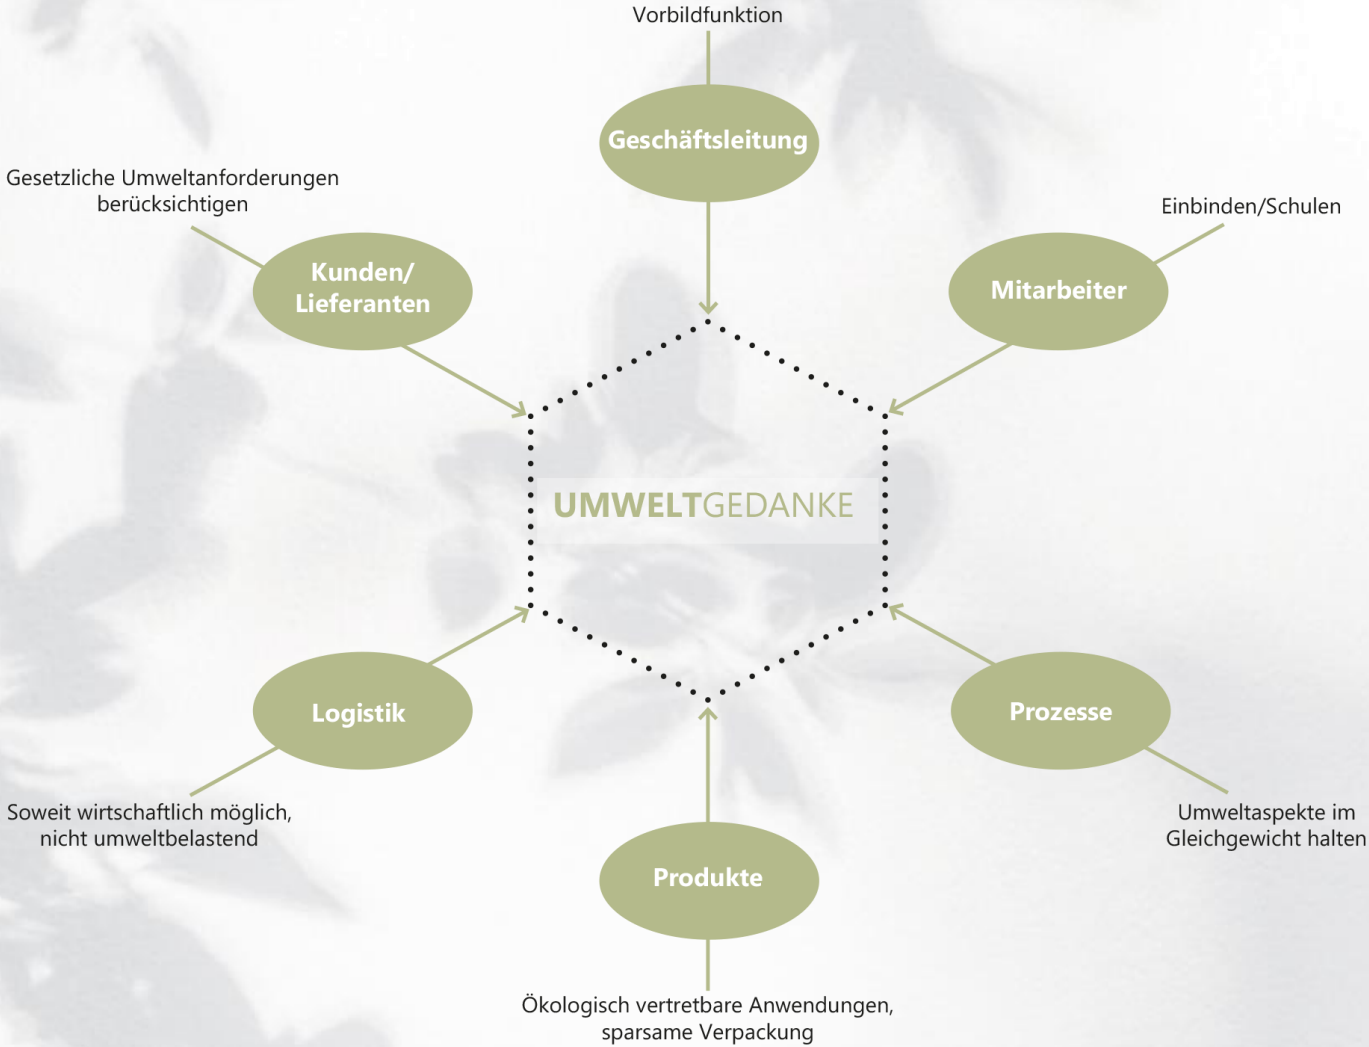 Vorbildfunktion
Geschäftsleitung
Gesetzliche Umweltanforderungen
berücksichtigen
Kunden/
Lieferanten
Einbinden/Schulen
Mitarbeiter
UMWELTGEDANKE
Logistik
Soweit wirtschaftlich möglich,
nicht umweltbelastend
Prozesse
Umweltaspekte im
Gleichgewicht halten
Produkte
Ökologisch vertretbare Anwendungen,
sparsame Verpackung